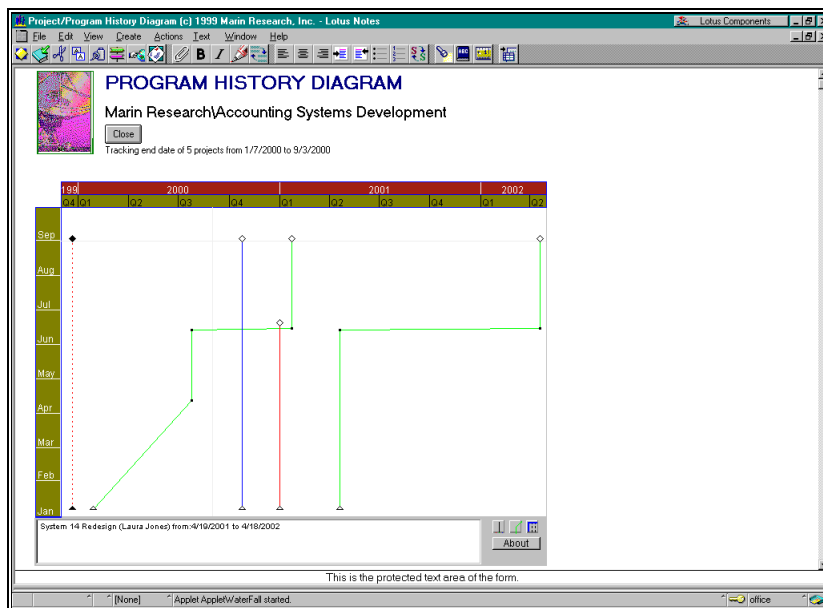 Project/Program History Diagram (c) 1999 Marin Research, Inc. - Lotus Notes
Lotus Components
File Edit View Create Actions Text Window Help
B I
PROGRAM HISTORY DIAGRAM
Marin Research\Accounting Systems Development
Close
Tracking end date of 5 projects from 1/7/2000 to 9/3/2000
199 2000 2001 2002
Q4 Q1 Q2 Q3 Q4 Q1 Q2 Q3 Q4 Q1 Q2
Sep
Aug
Jul
Jun
May
Apr
Mar
Feb
Jan
System 14 Redesign (Laura Jones) from:4/19/2001 to 4/18/2002
About
This is the protected text area of the form.
[None] Applet AppletWaterFall started. office